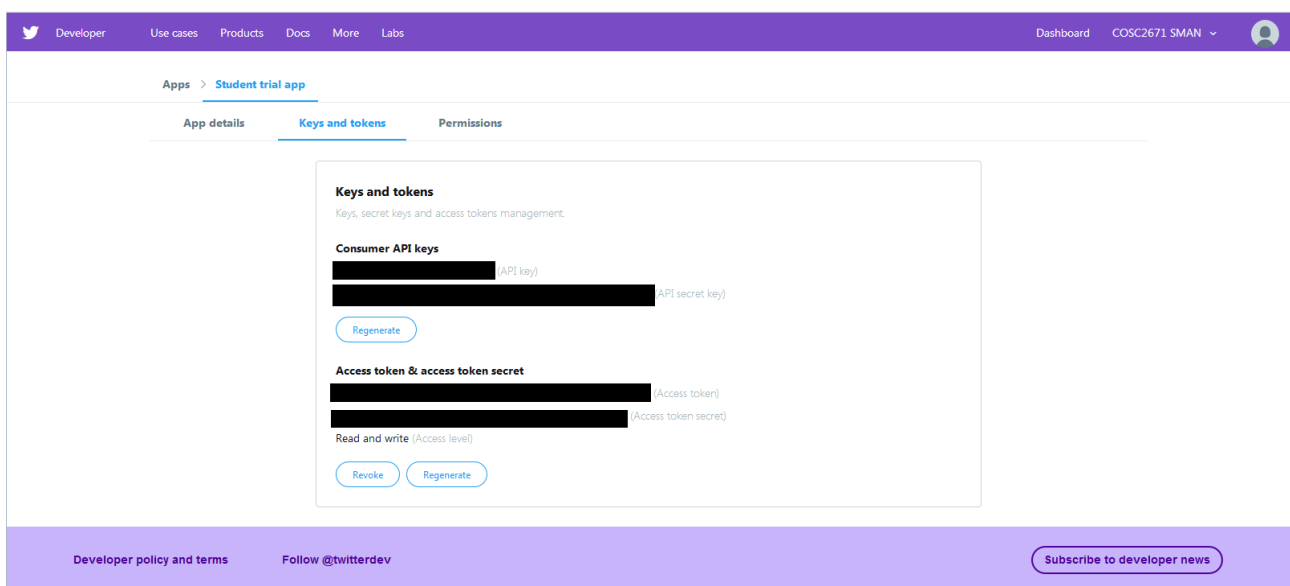 Developer Use cases Products Docs More Labs Dashboard COSC2671 SMAN
Apps > Student trial app
App details Keys and tokens Permissions
Keys and tokens
Keys, secret keys and access tokens management.
Consumer API keys
(API key)
(API secret key)
Regenerate
Access token & access token secret
(Access token)
(Access token secret)
Read and write (Access level)
Revoke Regenerate
Developer policy and terms Follow @twitterdev Subscribe to developer news